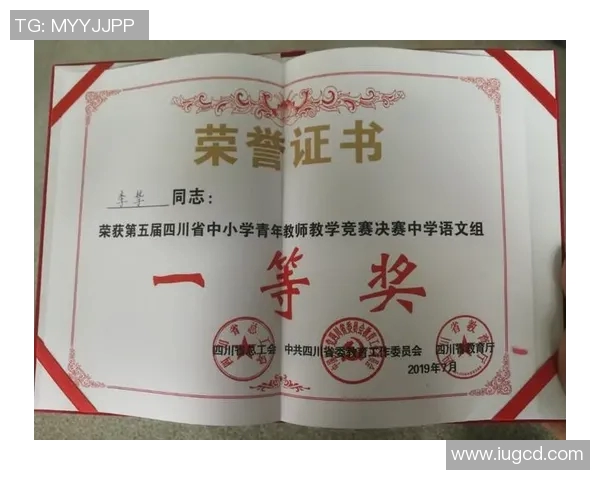 TG: MYYJJPP
荣誉证书
李华 同志：
荣获第五届四川省中小学青年教师教学竞赛决赛中学语文组
一等奖
四川省总工会 中共四川省委教育工作委员会 四川省教育厅
2019年7月
www.iugcd.com